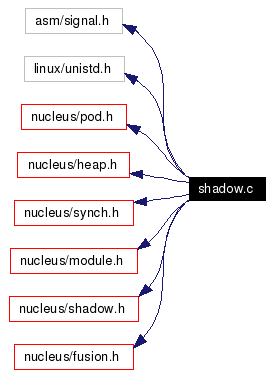 asm/signal.h
linux/unistd.h
nucleus/pod.h
nucleus/heap.h
shadow.c
nucleus/synch.h
nucleus/module.h
nucleus/shadow.h
nucleus/fusion.h